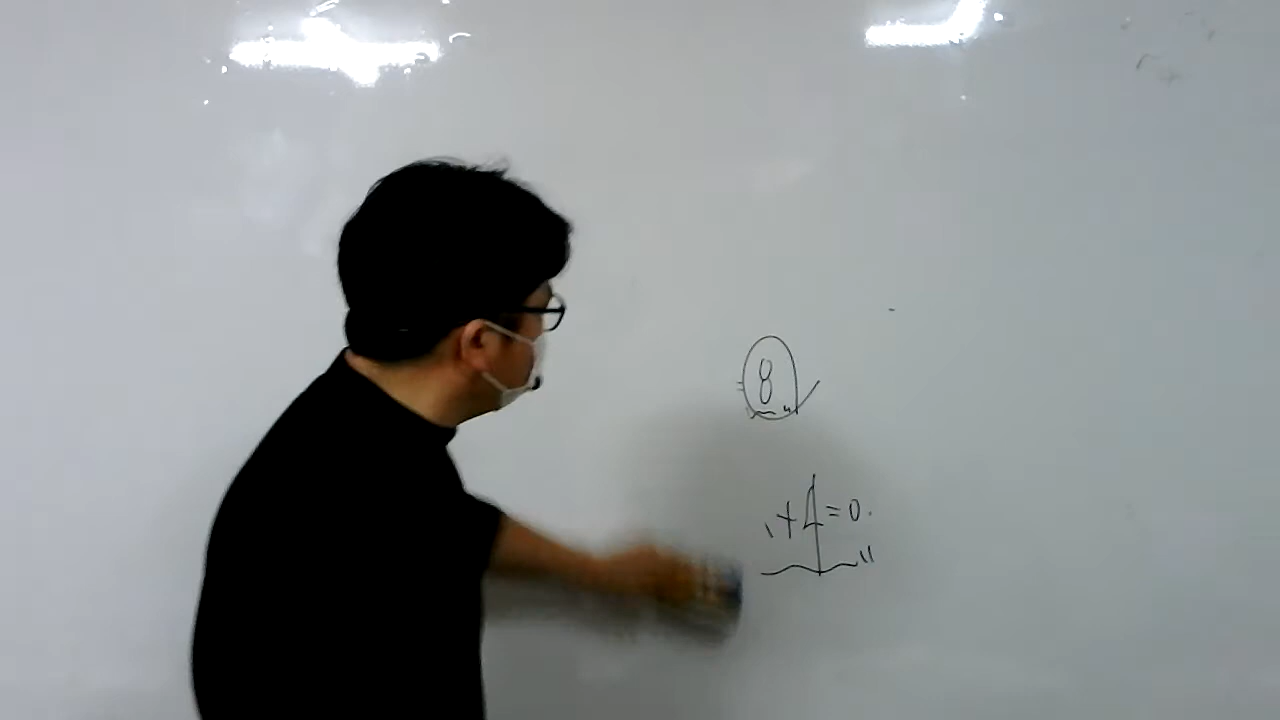 = 8
+4=0.